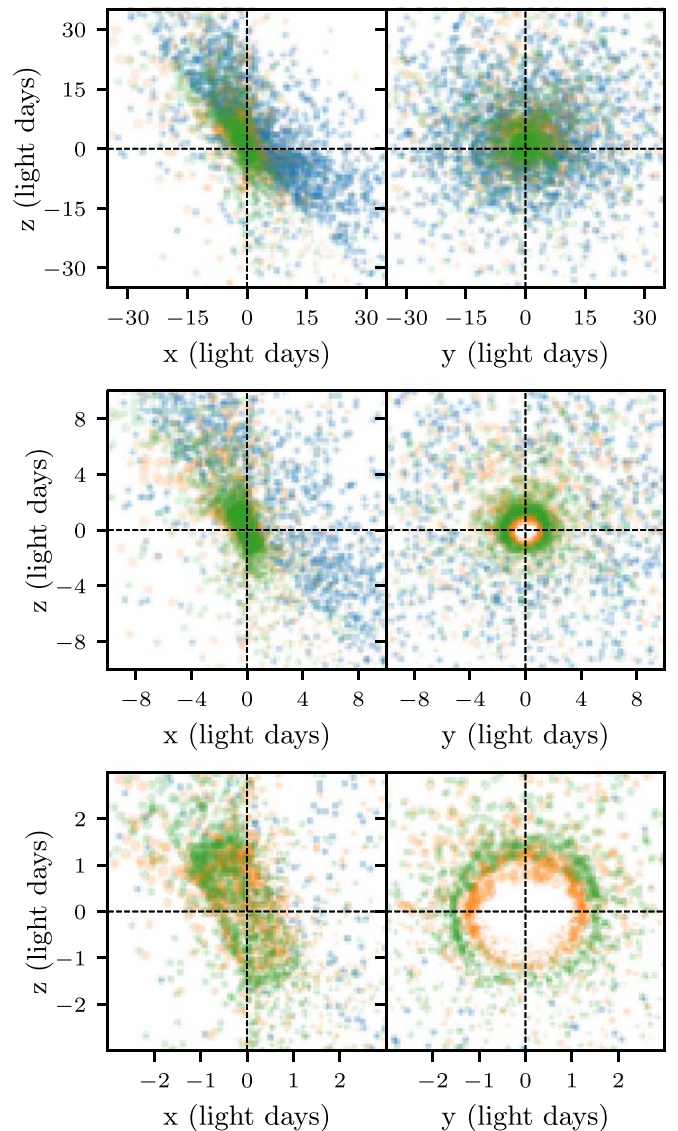 30
15
0
−15
−30
z (light days)
−30 −15 0 15 30 −30 −15 0 15 30
x (light days) y (light days)
8
4
0
−4
−8
z (light days)
−8 −4 0 4 8 −8 −4 0 4 8
x (light days) y (light days)
2
1
0
−1
−2
z (light days)
−2 −1 0 1 2 −2 −1 0 1 2
x (light days) y (light days)